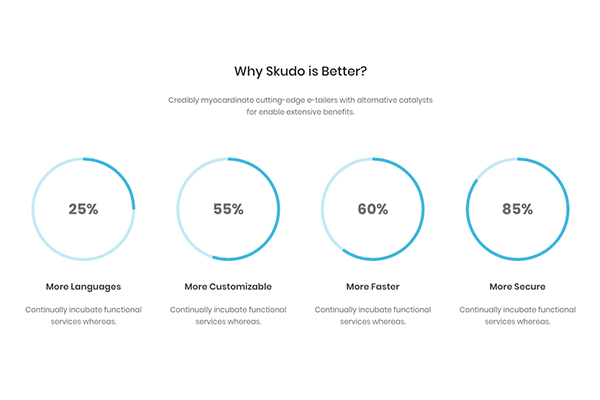 Why Skudo is Better?
Credibly myocardinate cutting-edge e-tailers with alternative catalysts
for enable extensive benefits.
25%
55%
60%
85%
More Languages
More Customizable
More Faster
More Secure
Continually incubate functional
services whereas.
Continually incubate functional
services whereas.
Continually incubate functional
services whereas.
Continually incubate functional
services whereas.